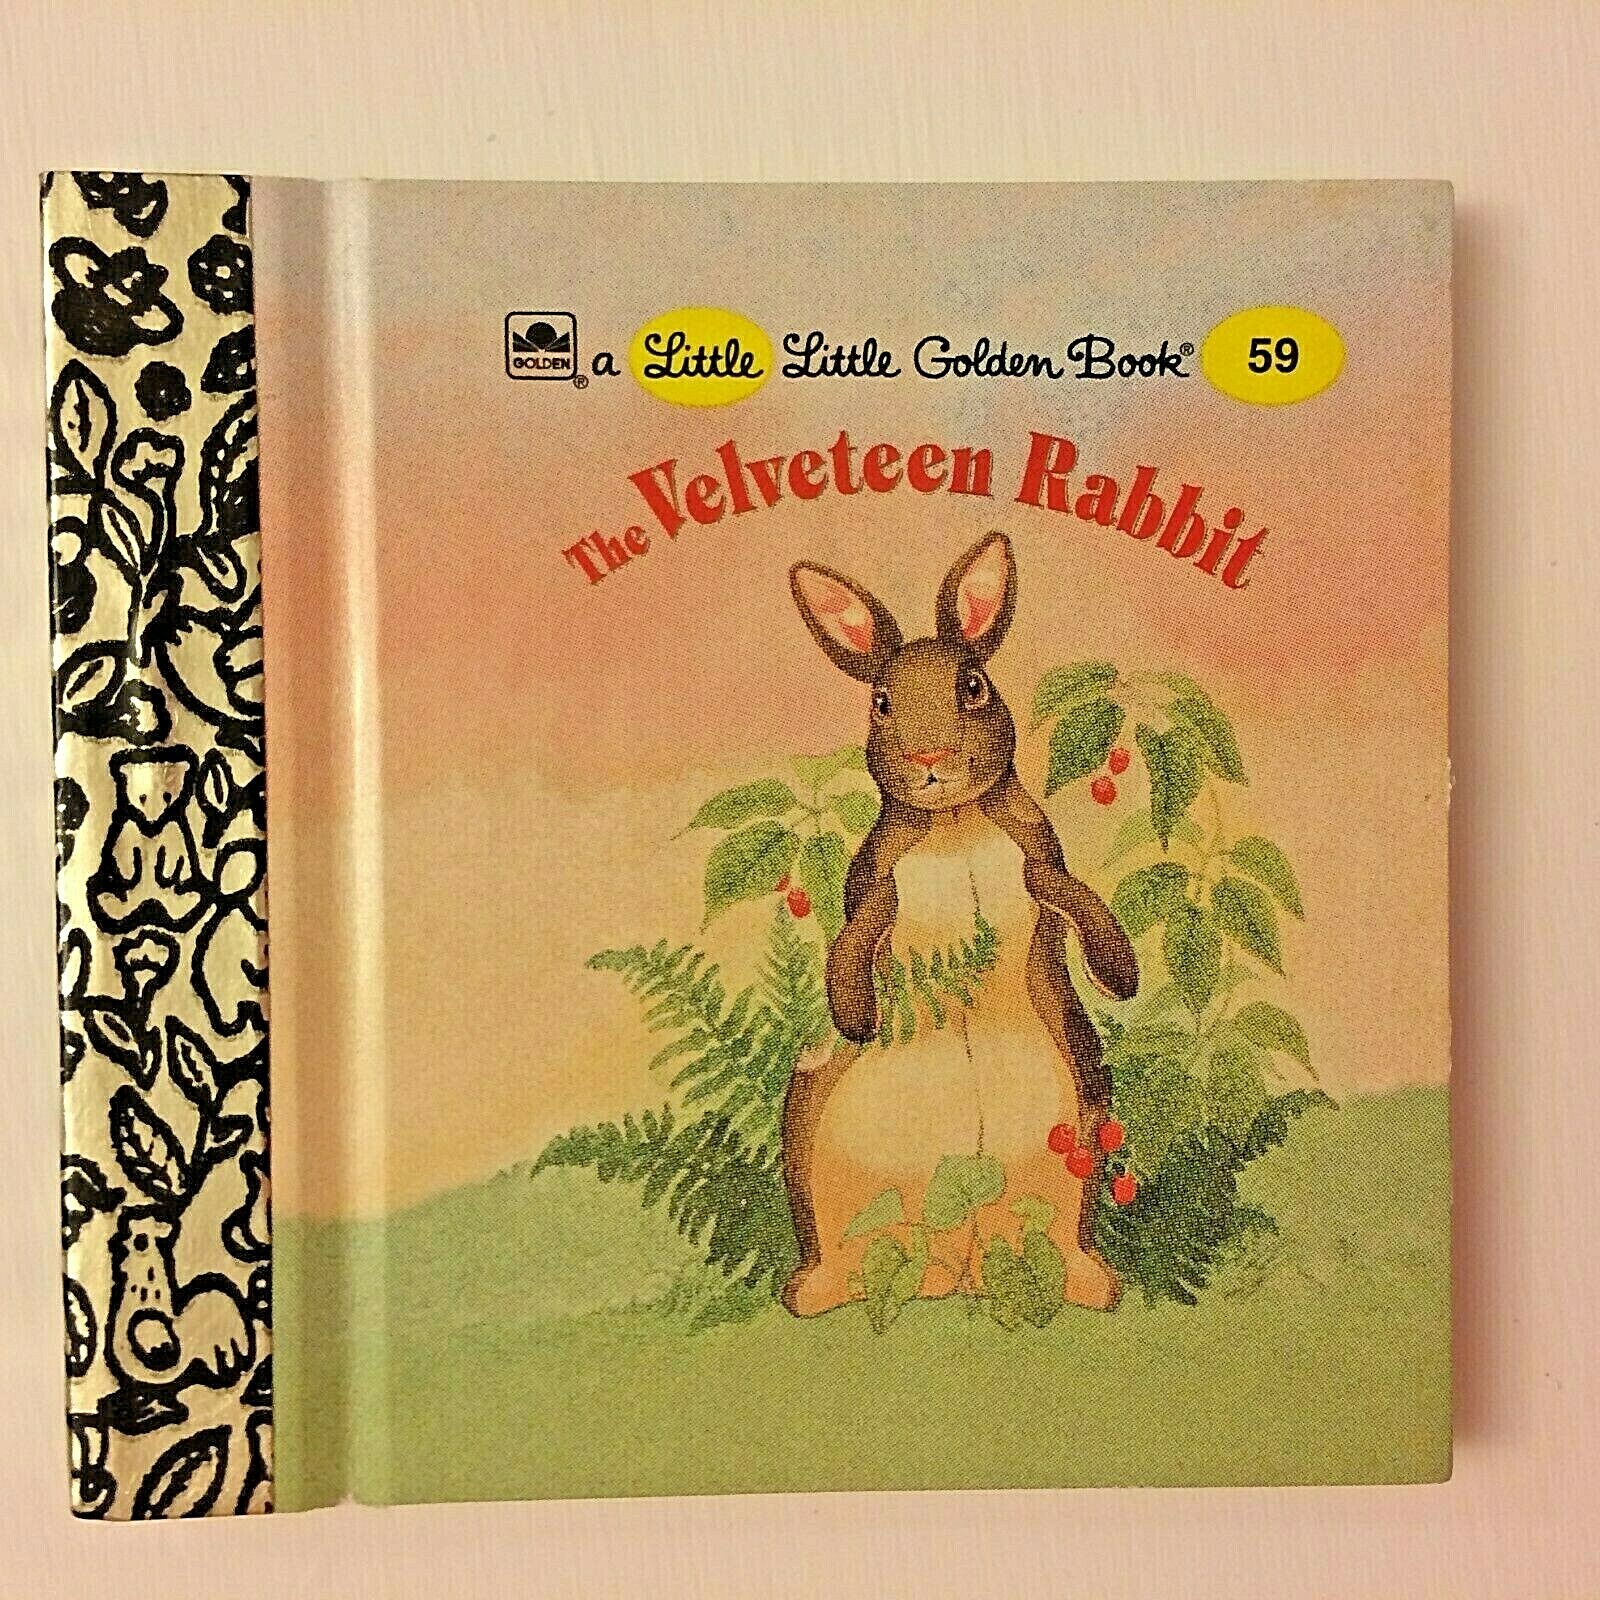 GOLDEN® a Little Little Golden Book® 59
The Velveteen Rabbit